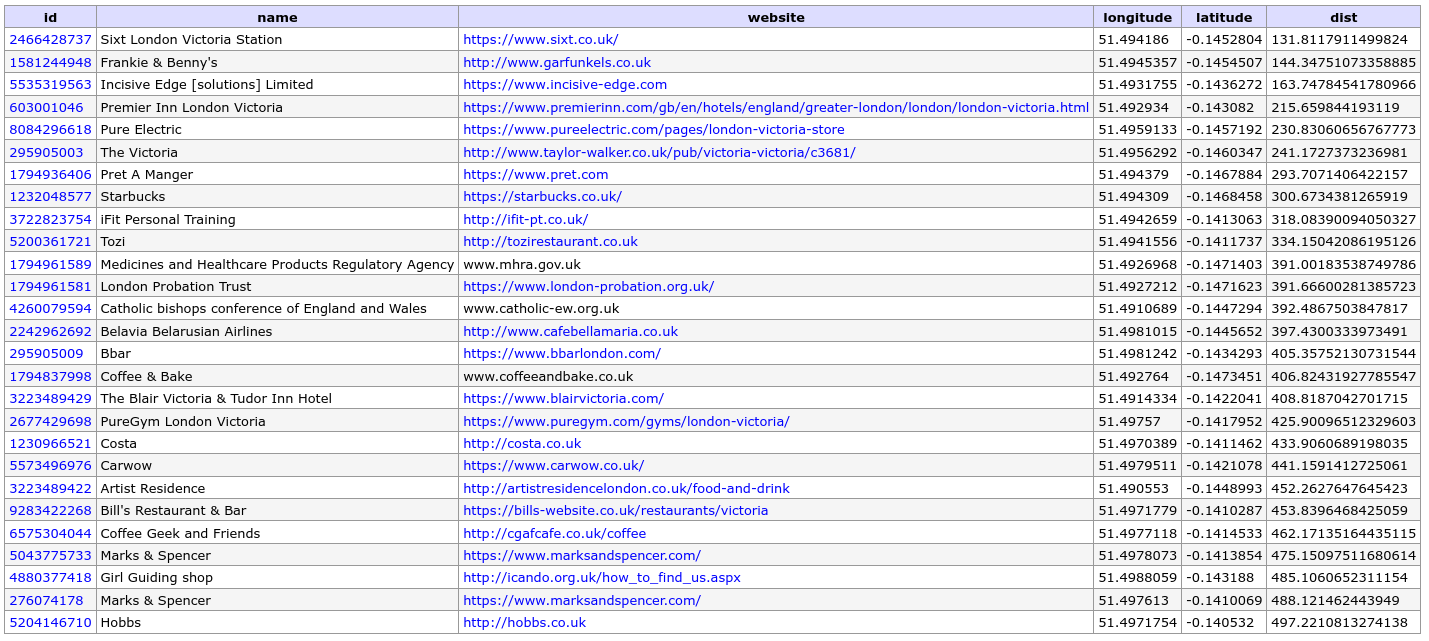 id name website longitude latitude dist
2466428737 Sixt London Victoria Station https://www.sixt.co.uk/ 51.494186 -0.1452804 131.8117911499824
1581244948 Frankie & Benny's http://www.garfunkels.co.uk 51.4945357 -0.1454507 144.34751073358885
5535319563 Incisive Edge [solutions] Limited https://www.incisive-edge.com 51.4931755 -0.1436272 163.74784541780966
603001046 Premier Inn London Victoria https://www.premierinn.com/gb/en/hotels/england/greater-london/london/london-victoria.html 51.492934 -0.143082 215.659844193119
8084296618 Pure Electric https://www.pureelectric.com/pages/london-victoria-store 51.4959133 -0.1457192 230.83060656767773
295905003 The Victoria http://www.taylor-walker.co.uk/pub/victoria-victoria/c3681/ 51.4956292 -0.1460347 241.1727373236981
1794936406 Pret A Manger https://www.pret.com 51.494379 -0.1467884 293.7071406422157
1232048577 Starbucks https://starbucks.co.uk/ 51.494309 -0.1468458 300.6734381265919
3722823754 iFit Personal Training http://ifit-pt.co.uk/ 51.4942659 -0.1413063 318.08390094050327
5200361721 Tozi http://tozirestaurant.co.uk 51.4941556 -0.1411737 334.15042086195126
1794961589 Medicines and Healthcare Products Regulatory Agency www.mhra.gov.uk 51.4926968 -0.1471403 391.00183538749786
1794961581 London Probation Trust https://www.london-probation.org.uk/ 51.4927212 -0.1471623 391.66600281385723
4260079594 Catholic bishops conference of England and Wales www.catholic-ew.org.uk 51.4910689 -0.1447294 392.4867503847817
2242962692 Belavia Belarusian Airlines http://www.cafebellamaria.co.uk 51.4981015 -0.1445652 397.4300333973491
295905009 Bbar https://www.bbarlondon.com/ 51.4981242 -0.1434293 405.35752130731544
1794837998 Coffee & Bake www.coffeeandbake.co.uk 51.492764 -0.1473451 406.82431927785547
3223489429 The Blair Victoria & Tudor Inn Hotel https://www.blairvictoria.com/ 51.4914334 -0.1422041 408.8187042701715
2677429698 PureGym London Victoria https://www.puregym.com/gyms/london-victoria/ 51.49757 -0.1417952 425.90096512329603
1230966521 Costa http://costa.co.uk 51.4970389 -0.1411462 433.9060689198035
5573496976 Carwow https://www.carwow.co.uk/ 51.4979511 -0.1421078 441.1591412725061
3223489422 Artist Residence http://artistresidencelondon.co.uk/food-and-drink 51.490553 -0.1448993 452.2627647645423
9283422268 Bill's Restaurant & Bar https://bills-website.co.uk/restaurants/victoria 51.4971779 -0.1410287 453.8396468425059
6575304044 Coffee Geek and Friends http://cgafcafe.co.uk/coffee 51.4977118 -0.1414533 462.17135164435115
5043775733 Marks & Spencer https://www.marksandspencer.com/ 51.4978073 -0.1413854 475.15097511680614
4880377418 Girl Guiding shop http://icando.org.uk/how_to_find_us.aspx 51.4988059 -0.143188 485.1060652311154
276074178 Marks & Spencer https://www.marksandspencer.com/ 51.497613 -0.1410069 488.121462443949
5204146710 Hobbs http://hobbs.co.uk 51.4971754 -0.140532 497.2210813274138